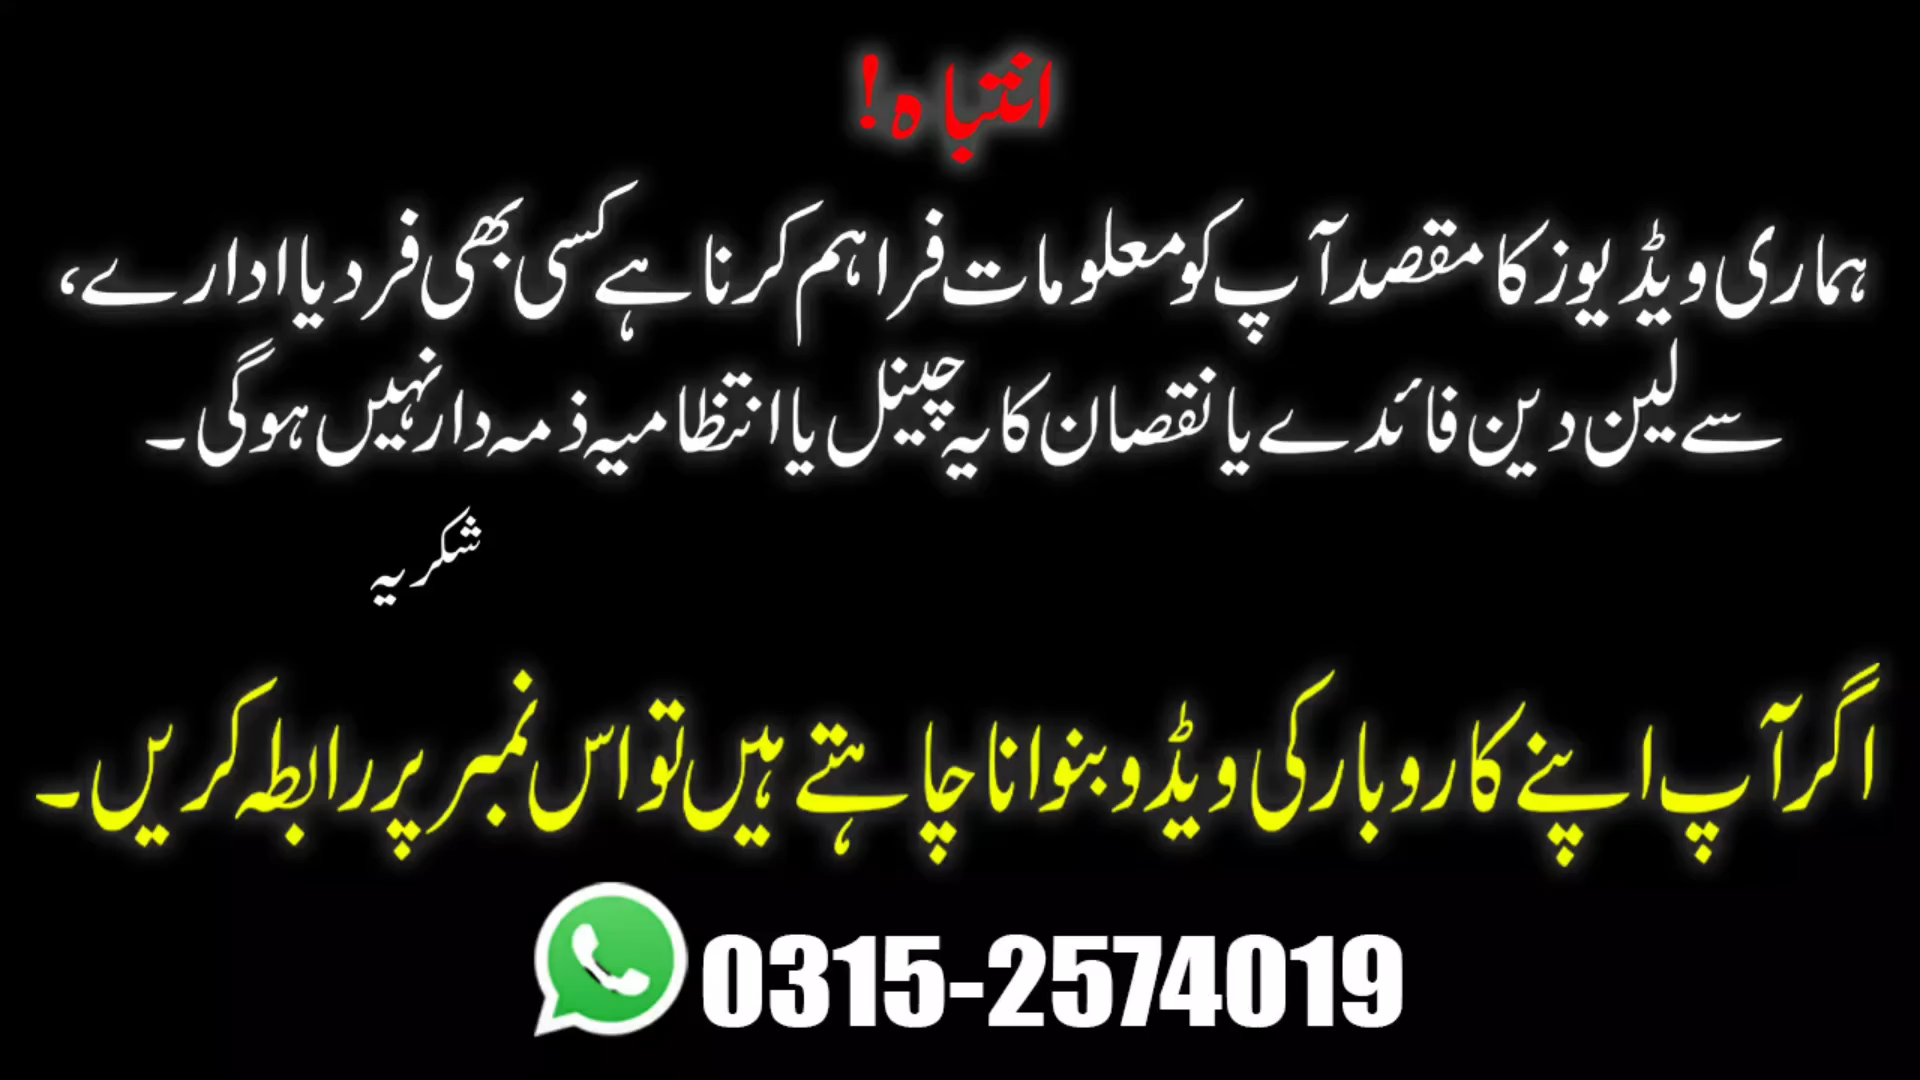 انتباہ!
ہماری ویڈیوز کا مقصد آپ کو معلومات فراہم کرنا ہے کسی بھی فرد یا ادارے،
سے لین دین فائدے یا نقصان کا یہ چینل یا انتظامیہ ذمہ دار نہیں ہوگی۔
شکریہ
اگر آپ اپنے کاروبار کی ویڈو بنوانا چاہتے ہیں تو اس نمبر پر رابطہ کریں۔
0315-2574019